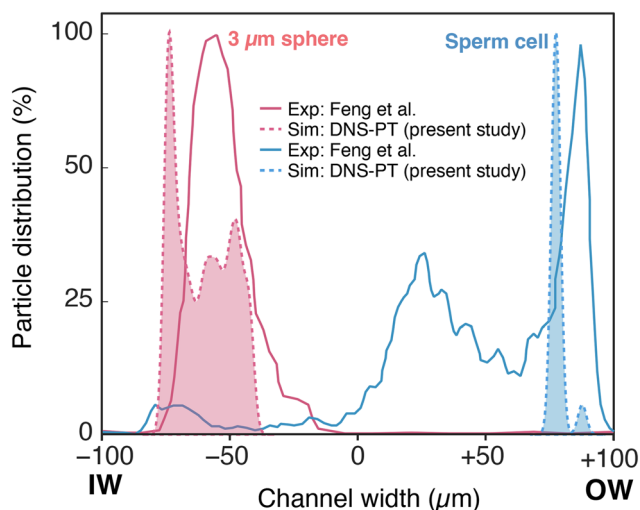 100
3 µm sphere
Sperm cell
Exp: Feng et al.
Sim: DNS-PT (present study)
Exp: Feng et al.
Sim: DNS-PT (present study)
Particle distribution (%)
50
25
0
−100
−50
0
+50
+100
IW
Channel width (µm)
OW